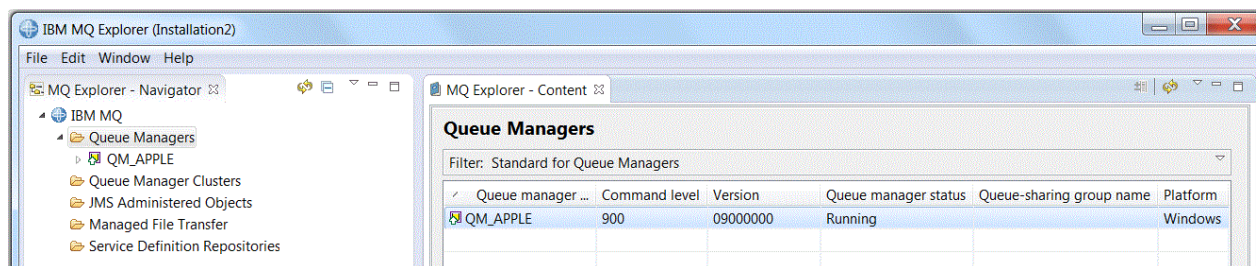 IBM MQ Explorer (Installation2)
File Edit Window Help
MQ Explorer - Navigator
IBM MQ
Queue Managers
QM_APPLE
Queue Manager Clusters
JMS Administered Objects
Managed File Transfer
Service Definition Repositories
MQ Explorer - Content
Queue Managers
Filter: Standard for Queue Managers
Queue manager ... Command level Version Queue manager status Queue-sharing group name Platform
QM_APPLE 900 09000000 Running Windows